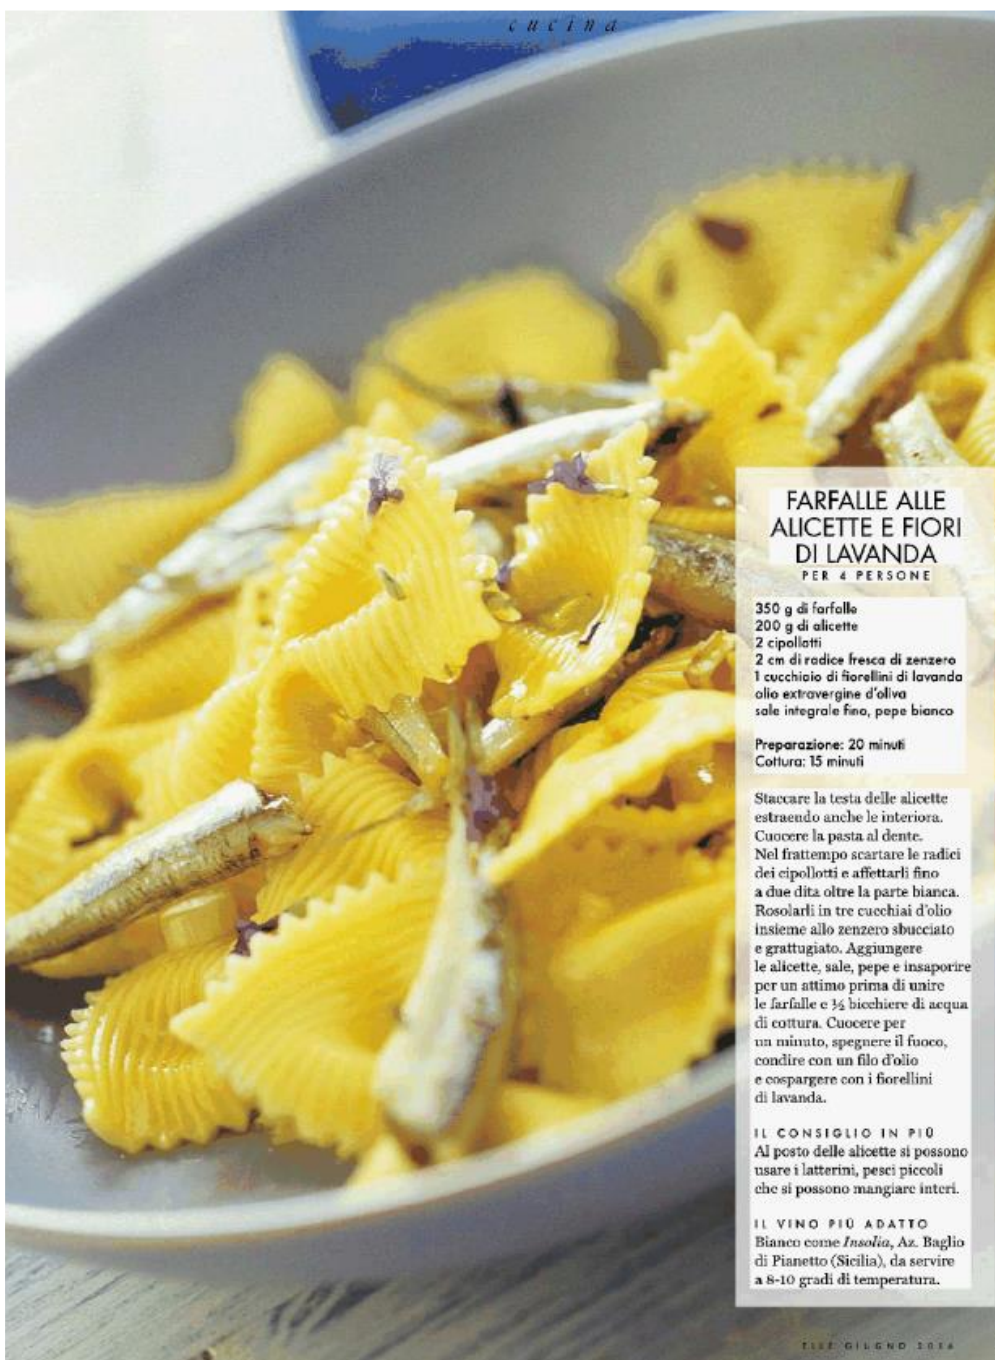 cucina
FARFALLE ALLE
ALICETTE E FIORI
DI LAVANDA
PER 4 PERSONE
350 g di farfalle
200 g di alicette
2 cipollotti
2 cm di radice fresca di zenzero
1 cucchiaio di fiorellini di lavanda
olio extravergine d'oliva
sale integrale fino, pepe bianco
Preparazione: 20 minuti
Cottura: 15 minuti
Staccare la testa delle alicette
estraendo anche le interiora.
Cuocere la pasta al dente.
Nel frattempo scartare le radici
dei cipollotti e affettarli fino
a due dita oltre la parte bianca.
Rosolarli in tre cucchiai d'olio
insieme allo zenzero sbucciato
e grattugiato. Aggiungere
le alicette, sale, pepe e insaporire
per un attimo prima di unire
le farfalle e ½ bicchiere di acqua
di cottura. Cuocere per
un minuto, spegnere il fuoco,
condire con un filo d'olio
e cospargere con i fiorellini
di lavanda.
IL CONSIGLIO IN PIÙ
Al posto delle alicette si possono
usare i latterini, pesci piccoli
che si possono mangiare interi.
IL VINO PIÙ ADATTO
Bianco come Insolia, Az. Baglio
di Pianetto (Sicilia), da servire
a 8-10 gradi di temperatura.
ELLE GIUGNO 2016